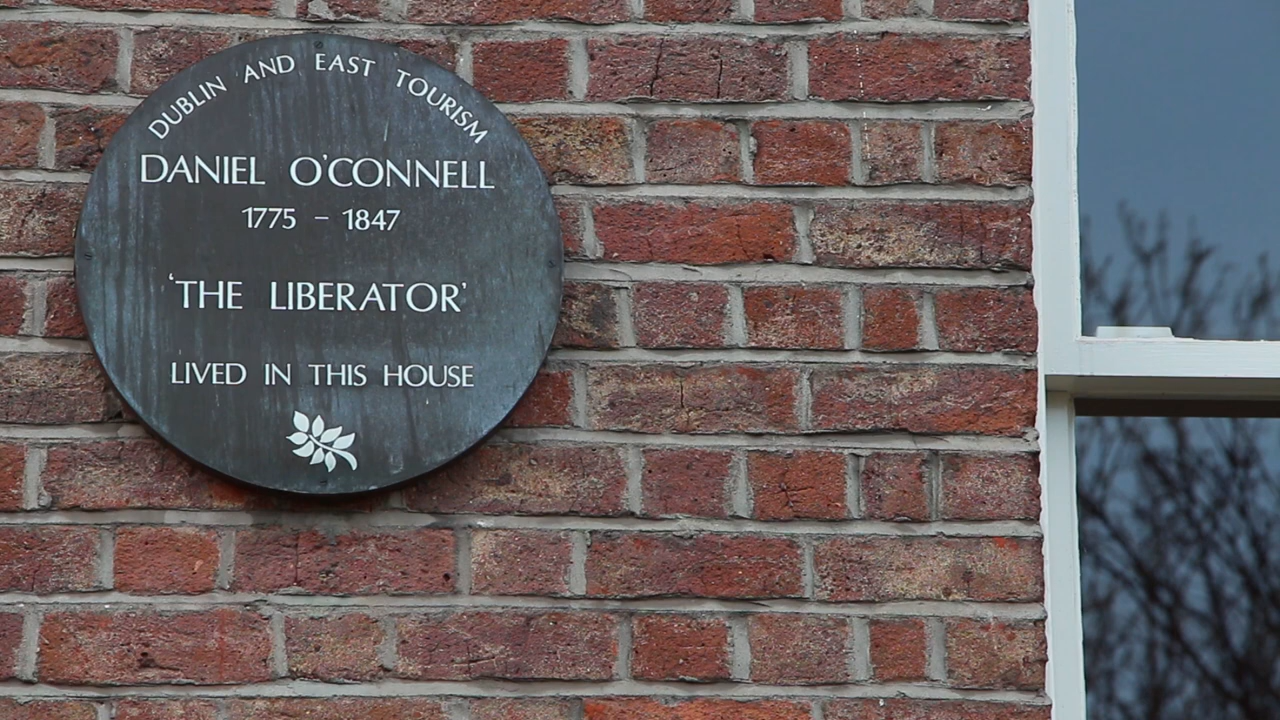 DUBLIN AND EAST TOURISM
DANIEL O'CONNELL
1775 – 1847
'THE LIBERATOR'
LIVED IN THIS HOUSE